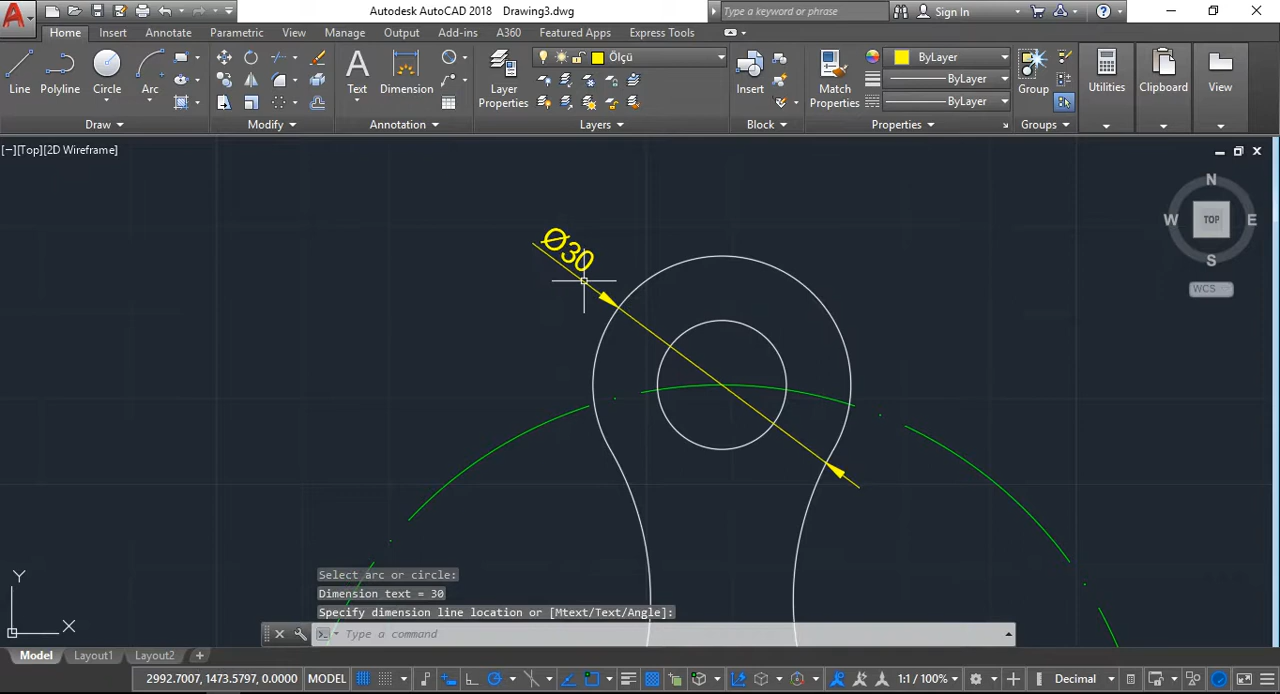 A Autodesk AutoCAD 2018 Drawing3.dwg Type a keyword or phrase Sign In ?
Home Insert Annotate Parametric View Manage Output Add-ins A360 Featured Apps Express Tools
Line Polyline Circle Arc
Draw
Modify
A Text Dimension
Annotation
Layer Properties
Ölçü
Layers
Insert
Block
Match Properties
ByLayer
ByLayer
ByLayer
Properties
Group
Groups
Utilities
Clipboard
View
[−][Top][2D Wireframe]
N
W TOP E
S
WCS
Ø30
Y
X
Select arc or circle:
Dimension text = 30
Specify dimension line location or [Mtext/Text/Angle]:
Type a command
Model Layout1 Layout2 +
2992.7007, 1473.5797, 0.0000 MODEL 1:1 / 100% Decimal